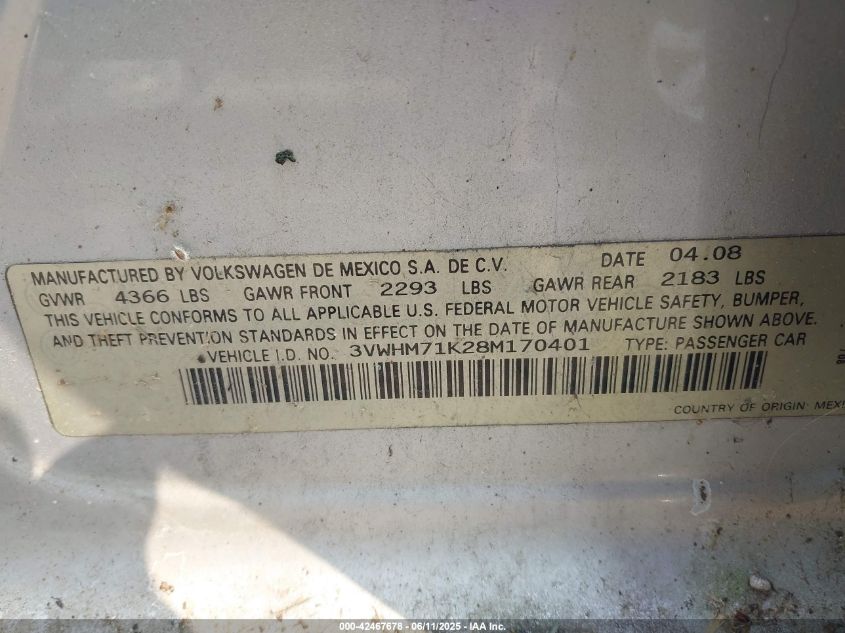 MANUFACTURED BY VOLKSWAGEN DE MEXICO S.A. DE C.V. DATE 04.08
GVWR 4366 LBS GAWR FRONT 2293 LBS GAWR REAR 2183 LBS
THIS VEHICLE CONFORMS TO ALL APPLICABLE U.S. FEDERAL MOTOR VEHICLE SAFETY, BUMPER,
AND THEFT PREVENTION STANDARDS IN EFFECT ON THE DATE OF MANUFACTURE SHOWN ABOVE.
VEHICLE I.D. NO. 3VWHM71K28M170401 TYPE: PASSENGER CAR
COUNTRY OF ORIGIN: MEXI
000-42467678 - 06/11/2025 - IAA Inc.